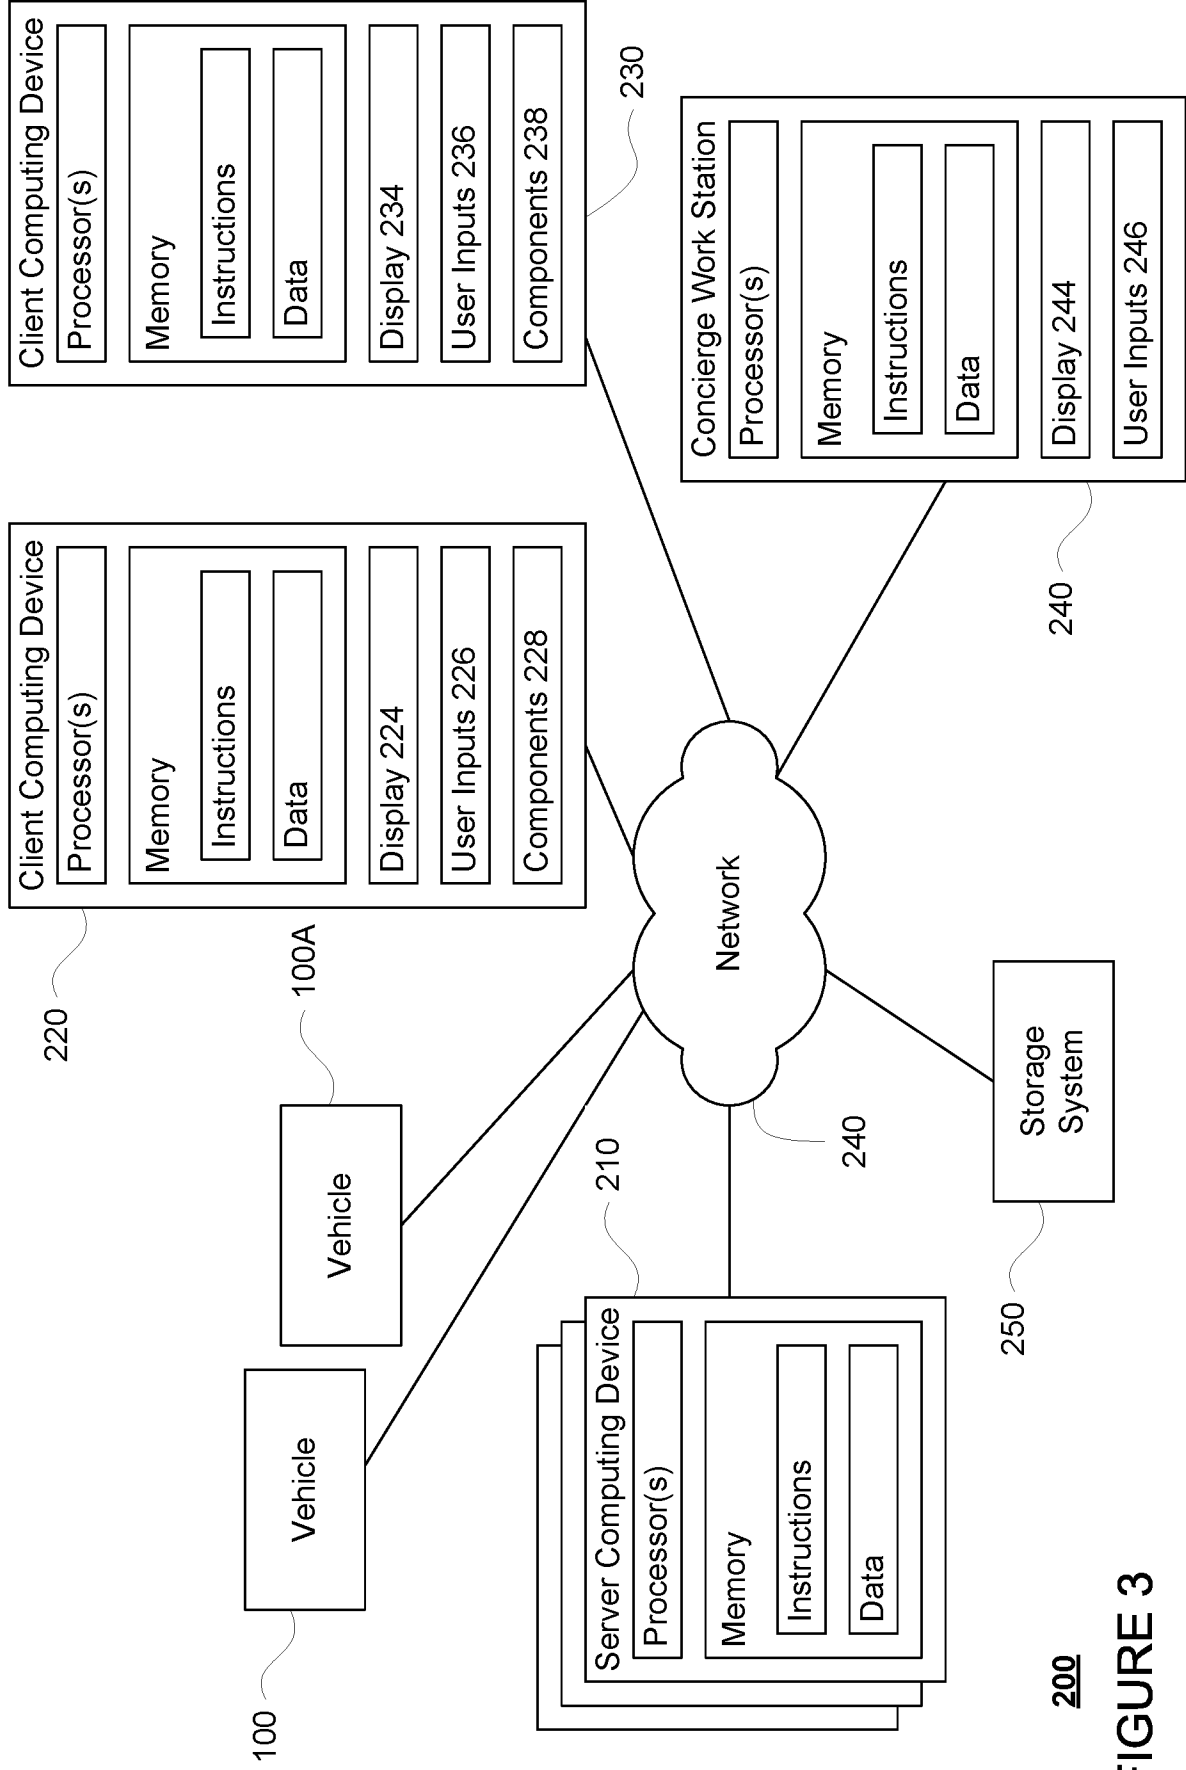 Client Computing Device
Processor(s)
Memory
Instructions
Data
Display 224
User Inputs 226
Components 228
220
Client Computing Device
Processor(s)
Memory
Instructions
Data
Display 234
User Inputs 236
Components 238
230
Vehicle
100
Vehicle
100A
Server Computing Device
Processor(s)
Memory
Instructions
Data
210
Network
240
Concierge Work Station
Processor(s)
Memory
Instructions
Data
Display 244
User Inputs 246
240
Storage
System
250
200
FIGURE 3